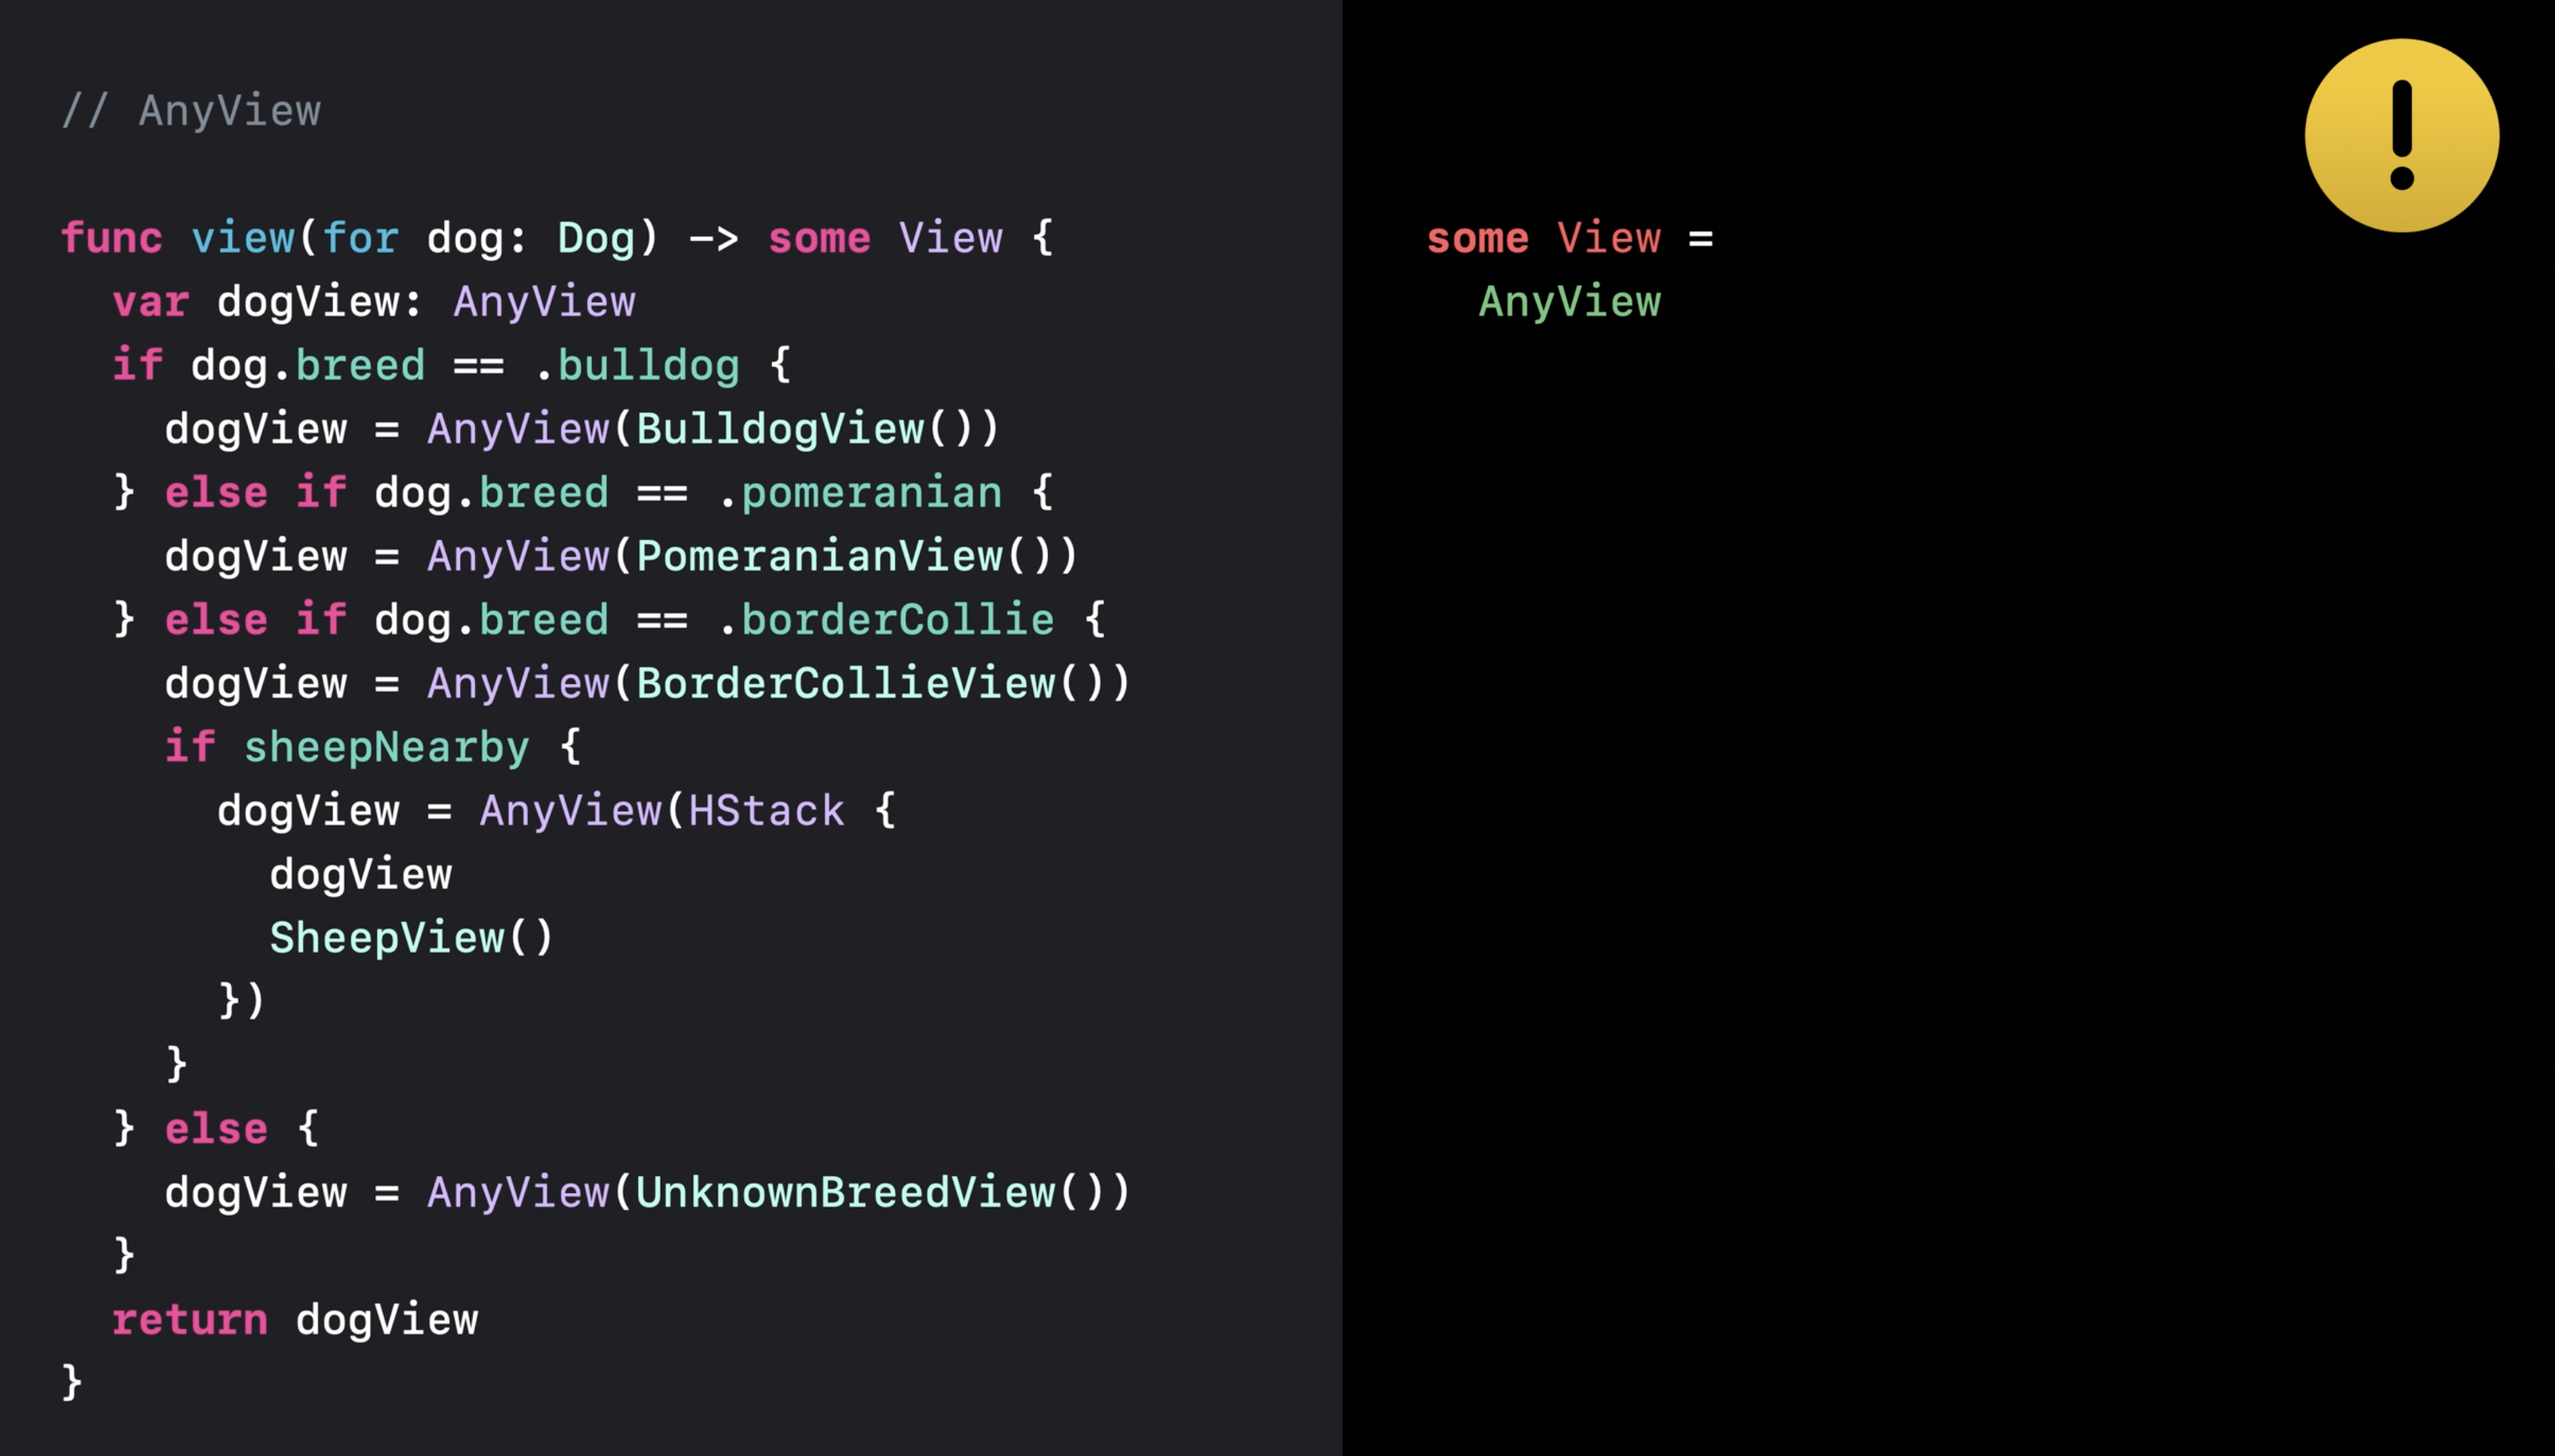 // AnyView
func view(for dog: Dog) -> some View {
  var dogView: AnyView
  if dog.breed == .bulldog {
    dogView = AnyView(BulldogView())
  } else if dog.breed == .pomeranian {
    dogView = AnyView(PomeranianView())
  } else if dog.breed == .borderCollie {
    dogView = AnyView(BorderCollieView())
    if sheepNearby {
      dogView = AnyView(HStack {
        dogView
        SheepView()
      })
    }
  } else {
    dogView = AnyView(UnknownBreedView())
  }
  return dogView
}
some View =
  AnyView